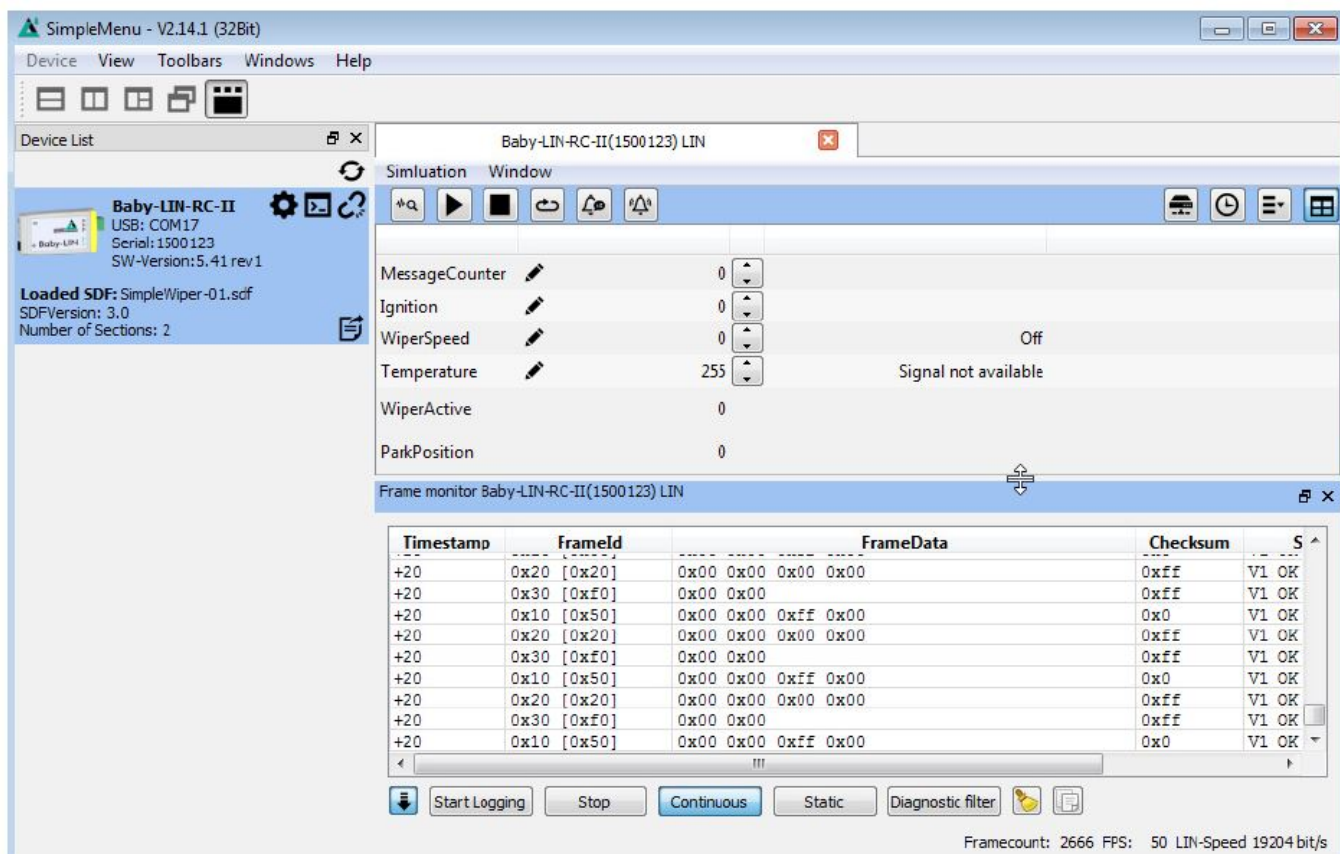 SimpleMenu - V2.14.1 (32Bit)
Device View Toolbars Windows Help
Device List
Baby-LIN-RC-II
USB: COM17
Serial: 1500123
SW-Version: 5.41 rev1
Loaded SDF: SimpleWiper-01.sdf
SDFVersion: 3.0
Number of Sections: 2
Baby-LIN
Baby-LIN-RC-II(1500123) LIN
Simluation Window
MessageCounter 0
Ignition 0
WiperSpeed 0 Off
Temperature 255 Signal not available
WiperActive 0
ParkPosition 0
Frame monitor Baby-LIN-RC-II(1500123) LIN
Timestamp FrameId FrameData Checksum S
+20 0x20 [0x20] 0x00 0x00 0x00 0x00 0xff V1 OK
+20 0x30 [0xf0] 0x00 0x00 0xff V1 OK
+20 0x10 [0x50] 0x00 0x00 0xff 0x00 0x0 V1 OK
+20 0x20 [0x20] 0x00 0x00 0x00 0x00 0xff V1 OK
+20 0x30 [0xf0] 0x00 0x00 0xff V1 OK
+20 0x10 [0x50] 0x00 0x00 0xff 0x00 0x0 V1 OK
+20 0x20 [0x20] 0x00 0x00 0x00 0x00 0xff V1 OK
+20 0x30 [0xf0] 0x00 0x00 0xff V1 OK
+20 0x10 [0x50] 0x00 0x00 0xff 0x00 0x0 V1 OK
Start Logging Stop Continuous Static Diagnostic filter
Framecount: 2666 FPS: 50 LIN-Speed 19204 bit/s